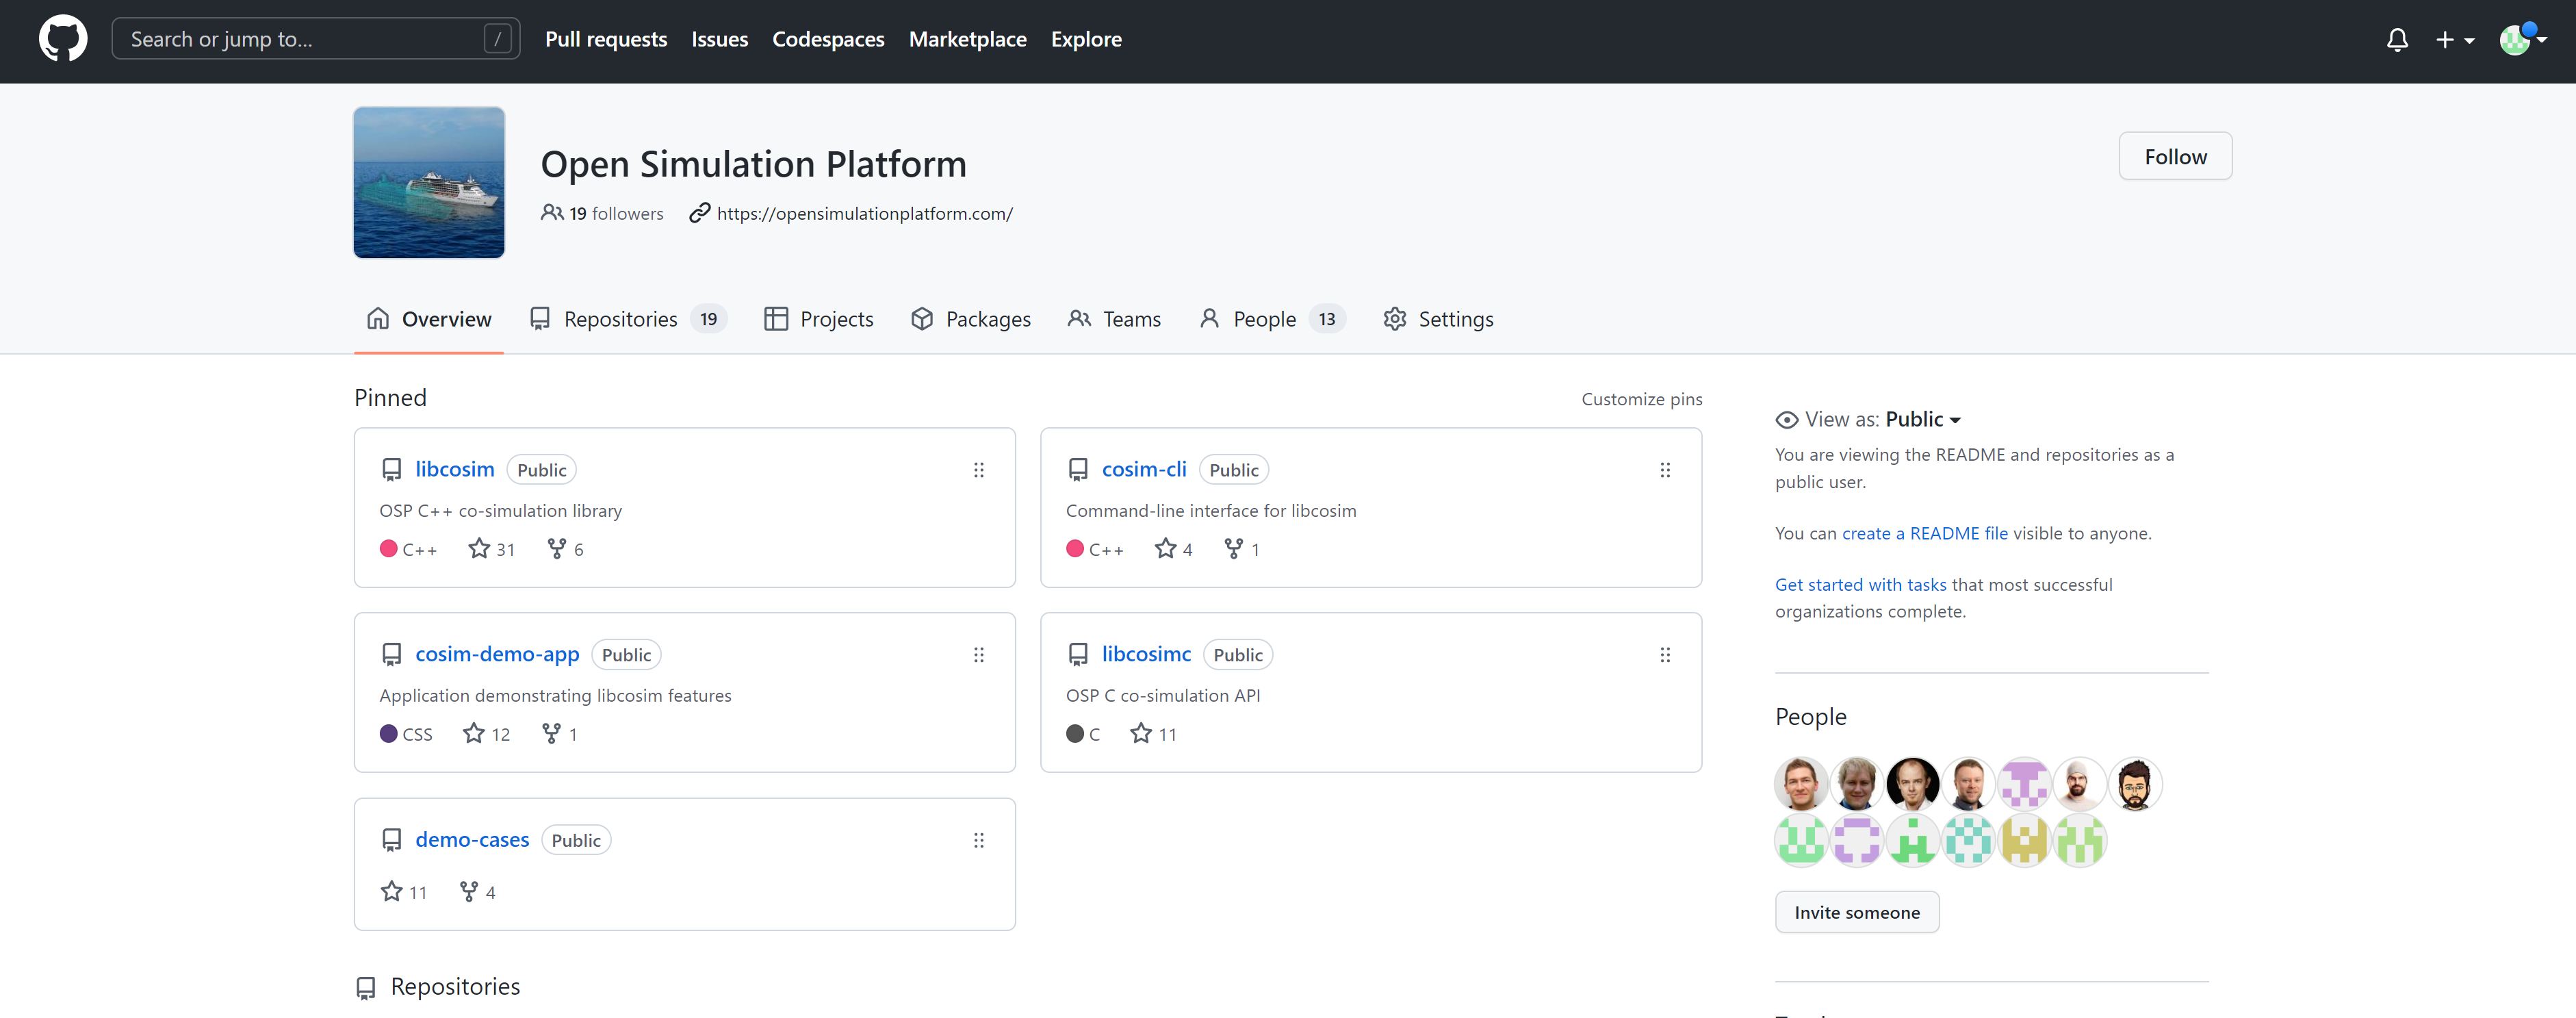 Search or jump to...
/
Pull requests
Issues
Codespaces
Marketplace
Explore
Open Simulation Platform
Follow
19 followers
https://opensimulationplatform.com/
Overview
Repositories 19
Projects
Packages
Teams
People 13
Settings
Pinned
Customize pins
libcosim Public
OSP C++ co-simulation library
C++ 31 6
cosim-cli Public
Command-line interface for libcosim
C++ 4 1
cosim-demo-app Public
Application demonstrating libcosim features
CSS 12 1
libcosimc Public
OSP C co-simulation API
C 11
demo-cases Public
11 4
Repositories
View as: Public
You are viewing the README and repositories as a
public user.
You can create a README file visible to anyone.
Get started with tasks that most successful
organizations complete.
People
Invite someone